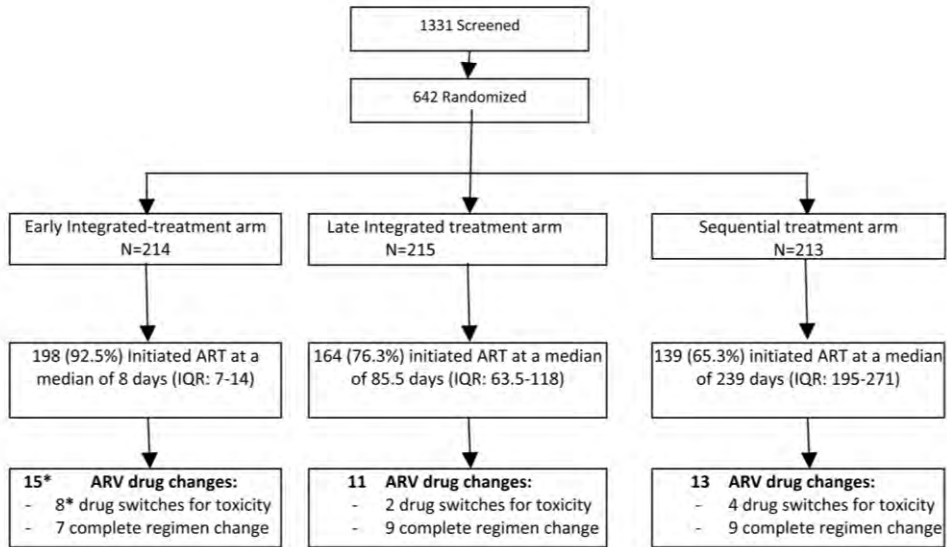 1331 Screened
642 Randomized
Early Integrated-treatment arm
N=214
Late Integrated treatment arm
N=215
Sequential treatment arm
N=213
198 (92.5%) Initiated ART at a
median of 8 days (IQR: 7-14)
164 (76.3%) initiated ART at a median
of 85.5 days (IQR: 63.5-118)
139 (65.3%) initiated ART at a median
of 239 days (IQR: 195-271)
15* ARV drug changes:
- 8* drug switches for toxicity
- 7 complete regimen change
11 ARV drug changes:
- 2 drug switches for toxicity
- 9 complete regimen change
13 ARV drug changes:
- 4 drug switches for toxicity
- 9 complete regimen change